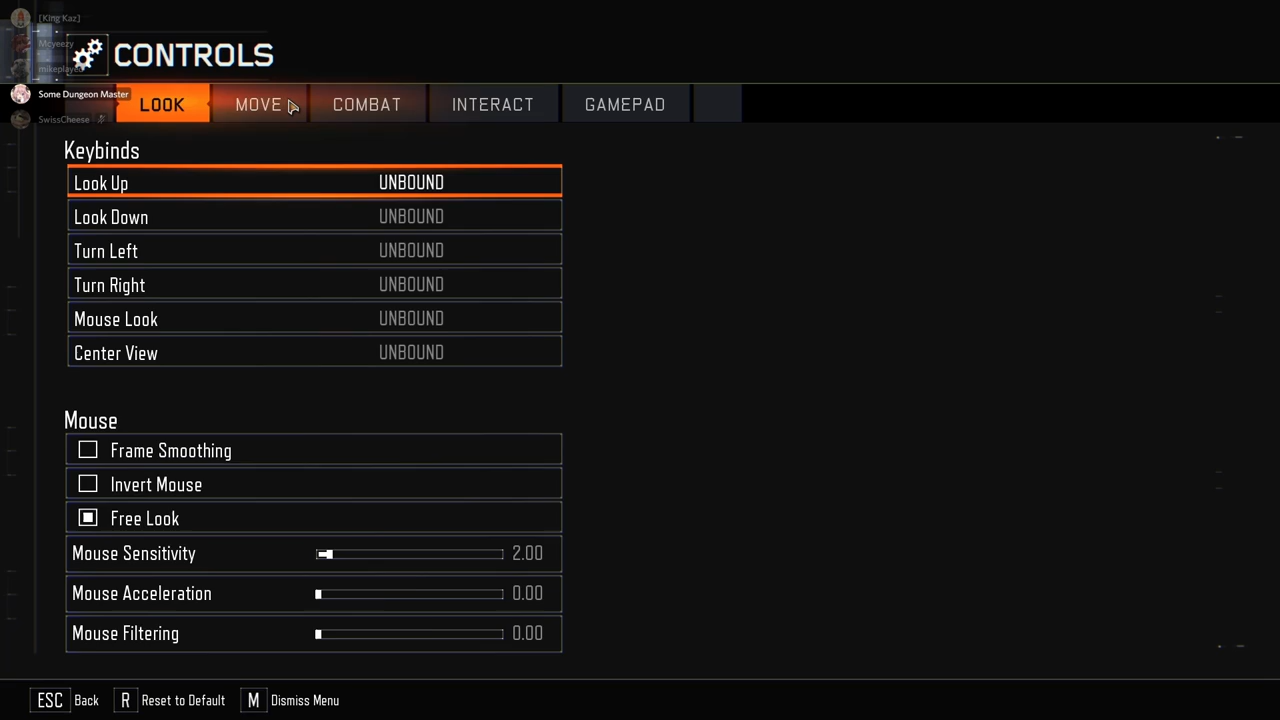 [King Kaz]
Mcyeezy
mikeplayed
CONTROLS
Some Dungeon Master
SwissCheese
LOOK
MOVE
COMBAT
INTERACT
GAMEPAD
Keybinds
Look Up UNBOUND
Look Down UNBOUND
Turn Left UNBOUND
Turn Right UNBOUND
Mouse Look UNBOUND
Center View UNBOUND
Mouse
Frame Smoothing
Invert Mouse
Free Look
Mouse Sensitivity 2.00
Mouse Acceleration 0.00
Mouse Filtering 0.00
ESC Back R Reset to Default M Dismiss Menu